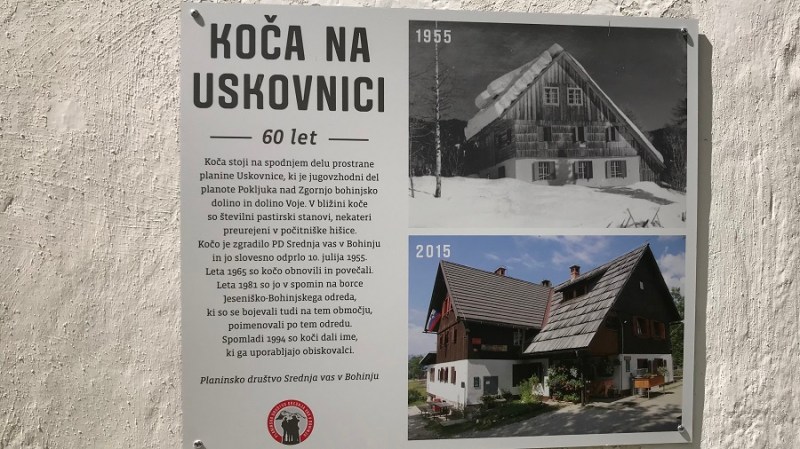 KOČA NA
USKOVNICI
60 let
Koča stoji na spodnjem delu prostrane
planine Uskovnice, ki je jugovzhodni del
planote Pokljuka nad Zgornjo bohinjsko
dolino in dolino Voje. V bližini koče
so številni pastirski stanovi, nekateri
preurejeni v počitniške hišice.
Kočo je zgradilo PD Srednja vas v Bohinju
in jo slovesno odprlo 10. julija 1955.
Leta 1965 so kočo obnovili in povečali.
Leta 1981 so jo v spomin na borce
Jeseniško-Bohinjskega odreda,
ki so se bojevali tudi na tem območju,
poimenovali po tem odredu.
Spomladi 1994 so koči dali ime,
ki ga uporabljajo obiskovalci.
Planinsko društvo Srednja vas v Bohinju
1955
2015